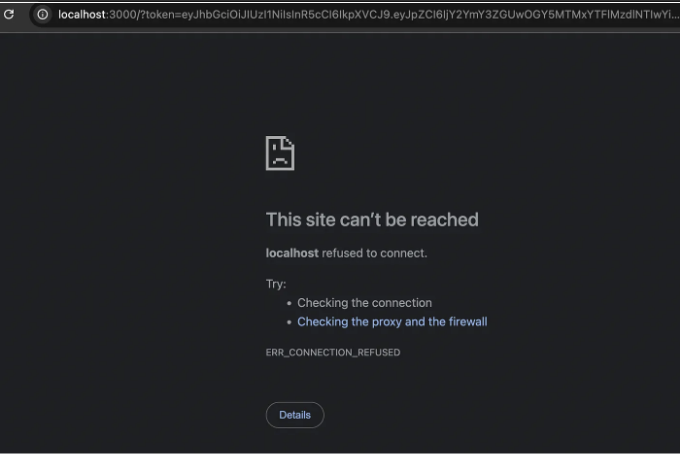 localhost:3000/?token=eyJhbGciOiJIUzI1NiIsInR5cCI6IkpXVCJ9.eyJpZCI6IjY2YmY3ZGUwOGY5MTMxYTFlMzdlNTIwYi...
This site can't be reached
localhost refused to connect.
Try:
• Checking the connection
• Checking the proxy and the firewall
ERR_CONNECTION_REFUSED
Details